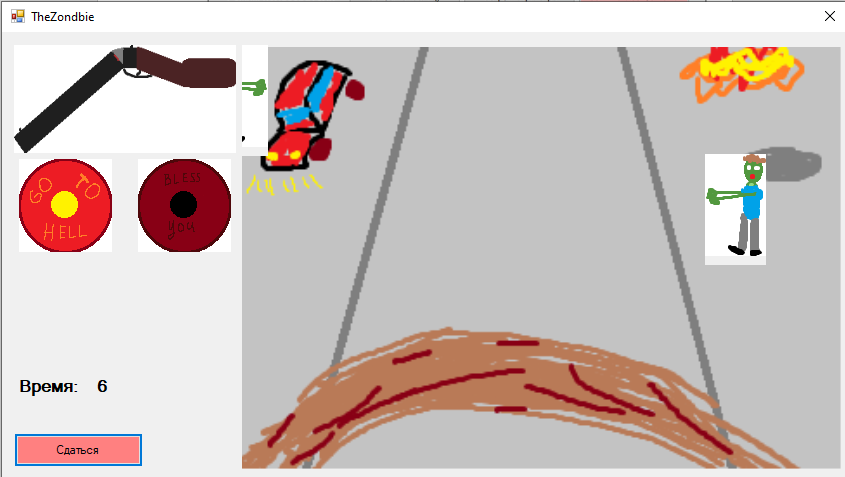 TheZondbie
GO TO
HELL
BLESS
YOU
Время: 6
Сдаться